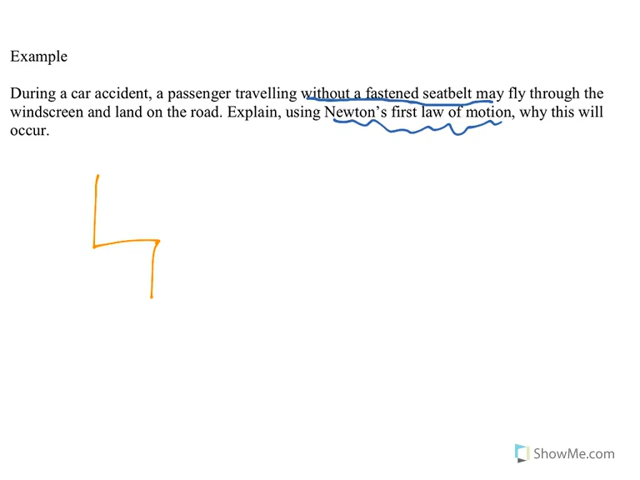 Example
During a car accident, a passenger travelling without a fastened seatbelt may fly through the
windscreen and land on the road. Explain, using Newton's first law of motion, why this will
occur.
ShowMe.com